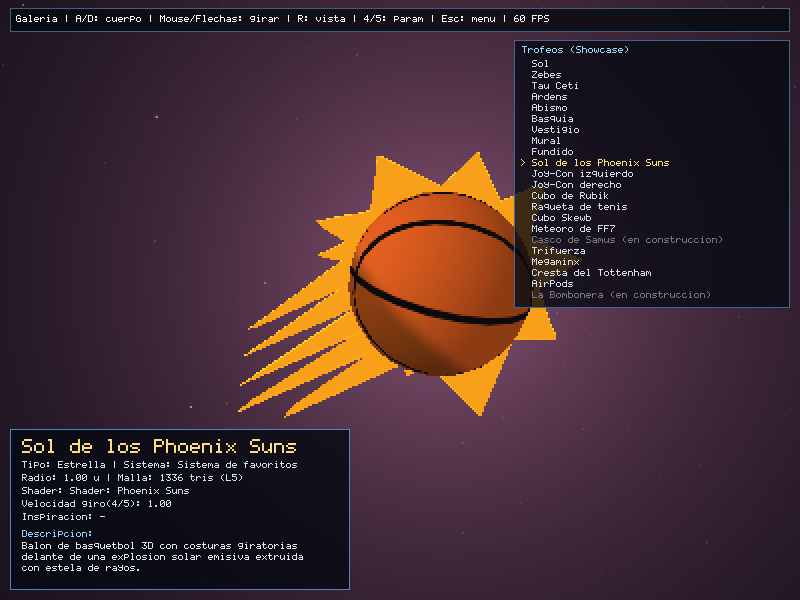 Galeria | A/D: cuerpo | Mouse/Flechas: girar | R: vista | 4/5: param | Esc: menu | 60 FPS
Trofeos (Showcase)
Sol
Zebes
Tau Ceti
Ardens
Abismo
Basquia
Vestigio
Mural
Fundido
> Sol de los Phoenix Suns
Joy-Con izquierdo
Joy-Con derecho
Cubo de Rubik
Raqueta de tenis
Cubo Skewb
Meteoro de FF7
Casco de Samus (en construccion)
Trifuerza
Megaminx
Cresta del Tottenham
AirPods
La Bombonera (en construccion)
Sol de los Phoenix Suns
Tipo: Estrella | Sistema: Sistema de favoritos
Radio: 1.00 u | Malla: 1336 tris (L5)
Shader: Shader: Phoenix Suns
Velocidad giro(4/5): 1.00
Inspiracion: -
Descripcion:
Balon de basquetbol 3D con costuras giratorias
delante de una explosion solar emisiva extruida
con estela de rayos.